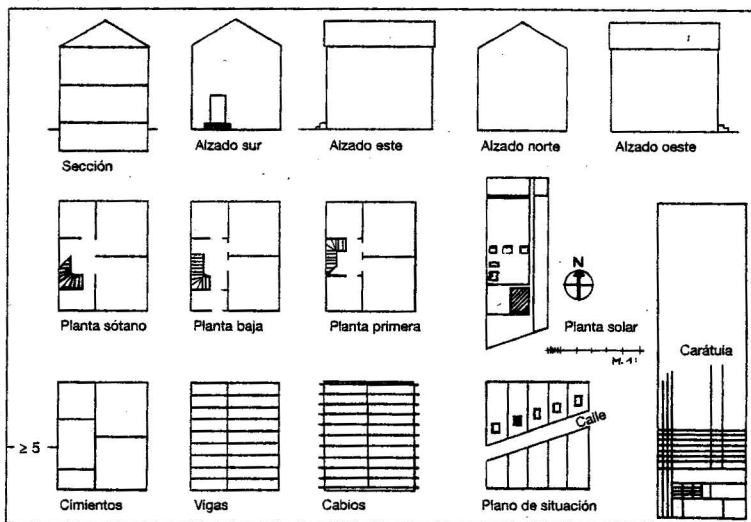 Sección
Alzado sur
Alzado este
Alzado norte
Alzado oeste
Planta sótano
Planta baja
Planta primera
N
Planta solar
M. 1:
Carátula
≥ 5
Cimientos
Vigas
Cabios
Calle
Plano de situación